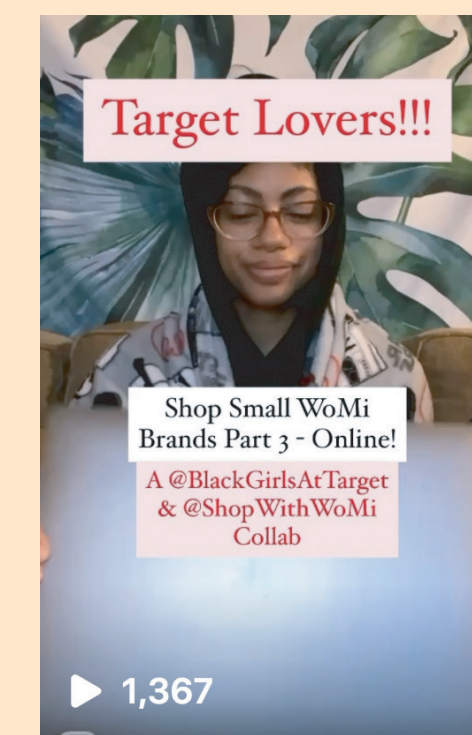 Target Lovers!!!
Shop Small WoMi
Brands Part 3 - Online!
A @BlackGirlsAtTarget
& @ShopWithWoMi
Collab
1,367